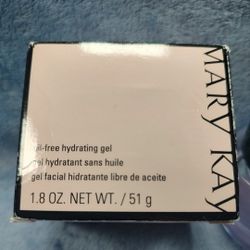 MARY KAY
oil-free hydrating gel
gel hydratant sans huile
gel facial hidratante libre de aceite
1.8 OZ. NET WT. / 51 g